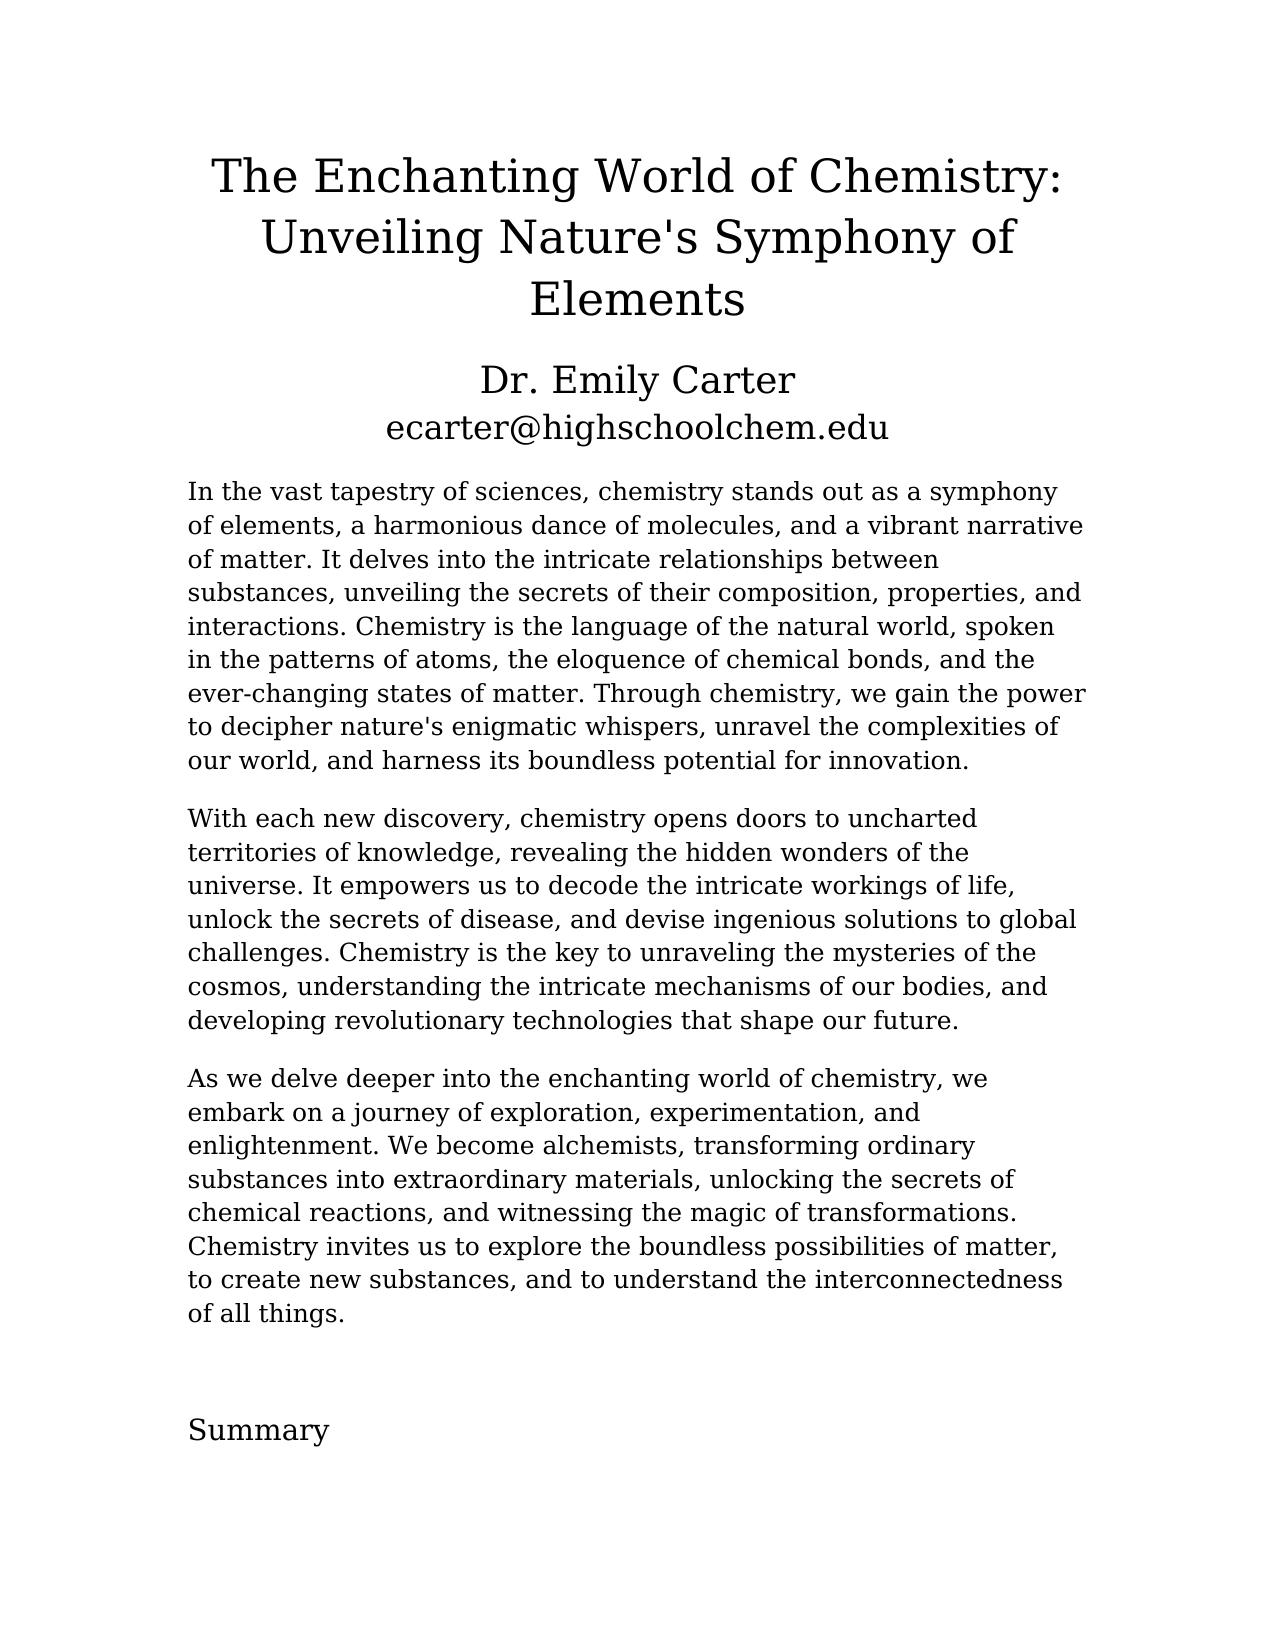 The Enchanting World of Chemistry:
Unveiling Nature's Symphony of
Elements
Dr. Emily Carter
ecarter@highschoolchem.edu
In the vast tapestry of sciences, chemistry stands out as a symphony
of elements, a harmonious dance of molecules, and a vibrant narrative
of matter. It delves into the intricate relationships between
substances, unveiling the secrets of their composition, properties, and
interactions. Chemistry is the language of the natural world, spoken
in the patterns of atoms, the eloquence of chemical bonds, and the
ever-changing states of matter. Through chemistry, we gain the power
to decipher nature's enigmatic whispers, unravel the complexities of
our world, and harness its boundless potential for innovation.
With each new discovery, chemistry opens doors to uncharted
territories of knowledge, revealing the hidden wonders of the
universe. It empowers us to decode the intricate workings of life,
unlock the secrets of disease, and devise ingenious solutions to global
challenges. Chemistry is the key to unraveling the mysteries of the
cosmos, understanding the intricate mechanisms of our bodies, and
developing revolutionary technologies that shape our future.
As we delve deeper into the enchanting world of chemistry, we
embark on a journey of exploration, experimentation, and
enlightenment. We become alchemists, transforming ordinary
substances into extraordinary materials, unlocking the secrets of
chemical reactions, and witnessing the magic of transformations.
Chemistry invites us to explore the boundless possibilities of matter,
to create new substances, and to understand the interconnectedness
of all things.
Summary